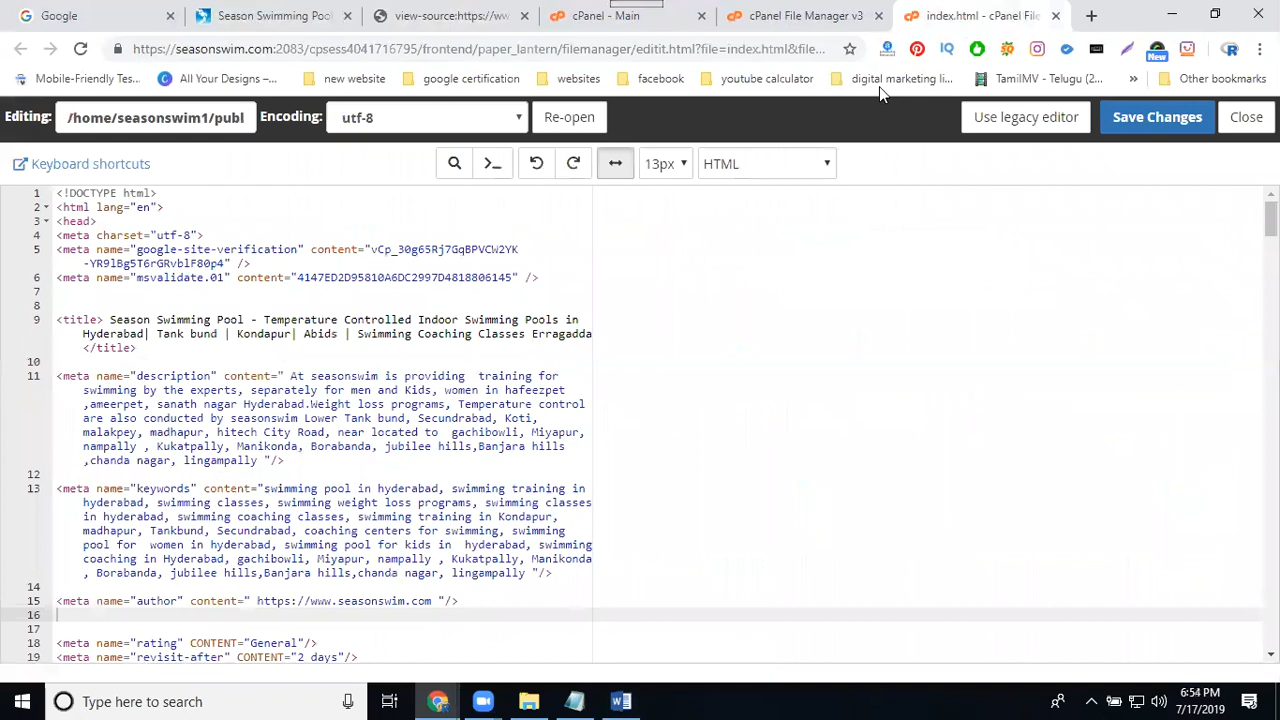 Google
Season Swimming Pool
view-source:https://ww
cPanel - Main
cPanel File Manager v3
index.html - cPanel File
https://seasonswim.com:2083/cpsess4041716795/frontend/paper_lantern/filemanager/editit.html?file=index.html&file...
New
Mobile-Friendly Tes...
All Your Designs –...
new website
google certification
websites
facebook
youtube calculator
digital marketing li...
TamilMV - Telugu (2...
»
Other bookmarks
Editing: /home/seasonswim1/publ Encoding: utf-8 Re-open Use legacy editor Save Changes Close
Keyboard shortcuts 13px HTML
1 <!DOCTYPE html>
2 <html lang="en">
3 <head>
4 <meta charset="utf-8">
5 <meta name="google-site-verification" content="vCp_30g65Rj7GqBPVCW2YK
-YR9lBg5T6rGRvblF80p4" />
6 <meta name="msvalidate.01" content="4147ED2D95810A6DC2997D4818806145" />
7
8
9 <title> Season Swimming Pool - Temperature Controlled Indoor Swimming Pools in
Hyderabad| Tank bund | Kondapur| Abids | Swimming Coaching Classes Erragadda
</title>
10
11 <meta name="description" content=" At seasonswim is providing  training for
swimming by the experts, separately for men and Kids, women in hafeezpet
,ameerpet, sanath nagar Hyderabad.Weight loss programs, Temperature control
are also conducted by seasonswim Lower Tank bund, Secundrabad, Koti,
malakpey, madhapur, hitech City Road, near located to  gachibowli, Miyapur,
nampally , Kukatpally, Manikonda, Borabanda, jubilee hills,Banjara hills
,chanda nagar, lingampally "/>
12
13 <meta name="keywords" content="swimming pool in hyderabad, swimming training in
hyderabad, swimming classes, swimming weight loss programs, swimming classes
in hyderabad, swimming coaching classes, swimming training in Kondapur,
madhapur, Tankbund, Secundrabad, coaching centers for swimming, swimming
pool for  women in hyderabad, swimming pool for kids in  hyderabad, swimming
coaching in Hyderabad, gachibowli, Miyapur, nampally , Kukatpally, Manikonda
, Borabanda, jubilee hills,Banjara hills,chanda nagar, lingampally "/>
14
15 <meta name="author" content=" https://www.seasonswim.com "/>
16
17
18 <meta name="rating" CONTENT="General"/>
19 <meta name="revisit-after" CONTENT="2 days"/>
Type here to search
6:54 PM
7/17/2019